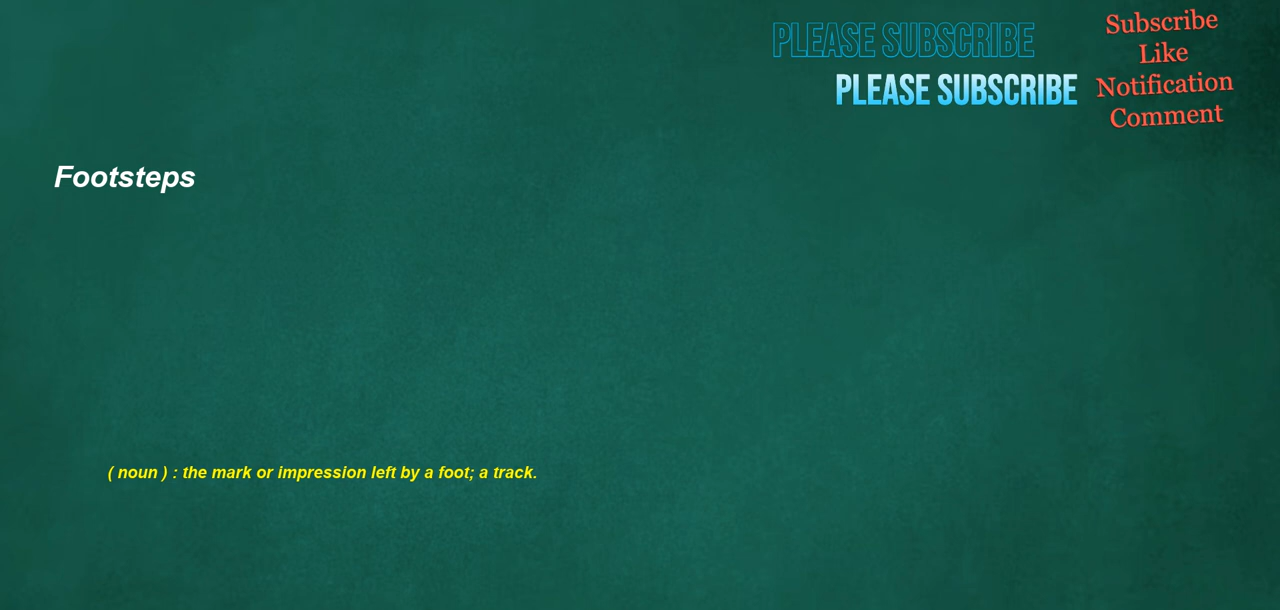 PLEASE SUBSCRIBE
PLEASE SUBSCRIBE
Subscribe
Like
Notification
Comment
Footsteps
( noun ) : the mark or impression left by a foot; a track.